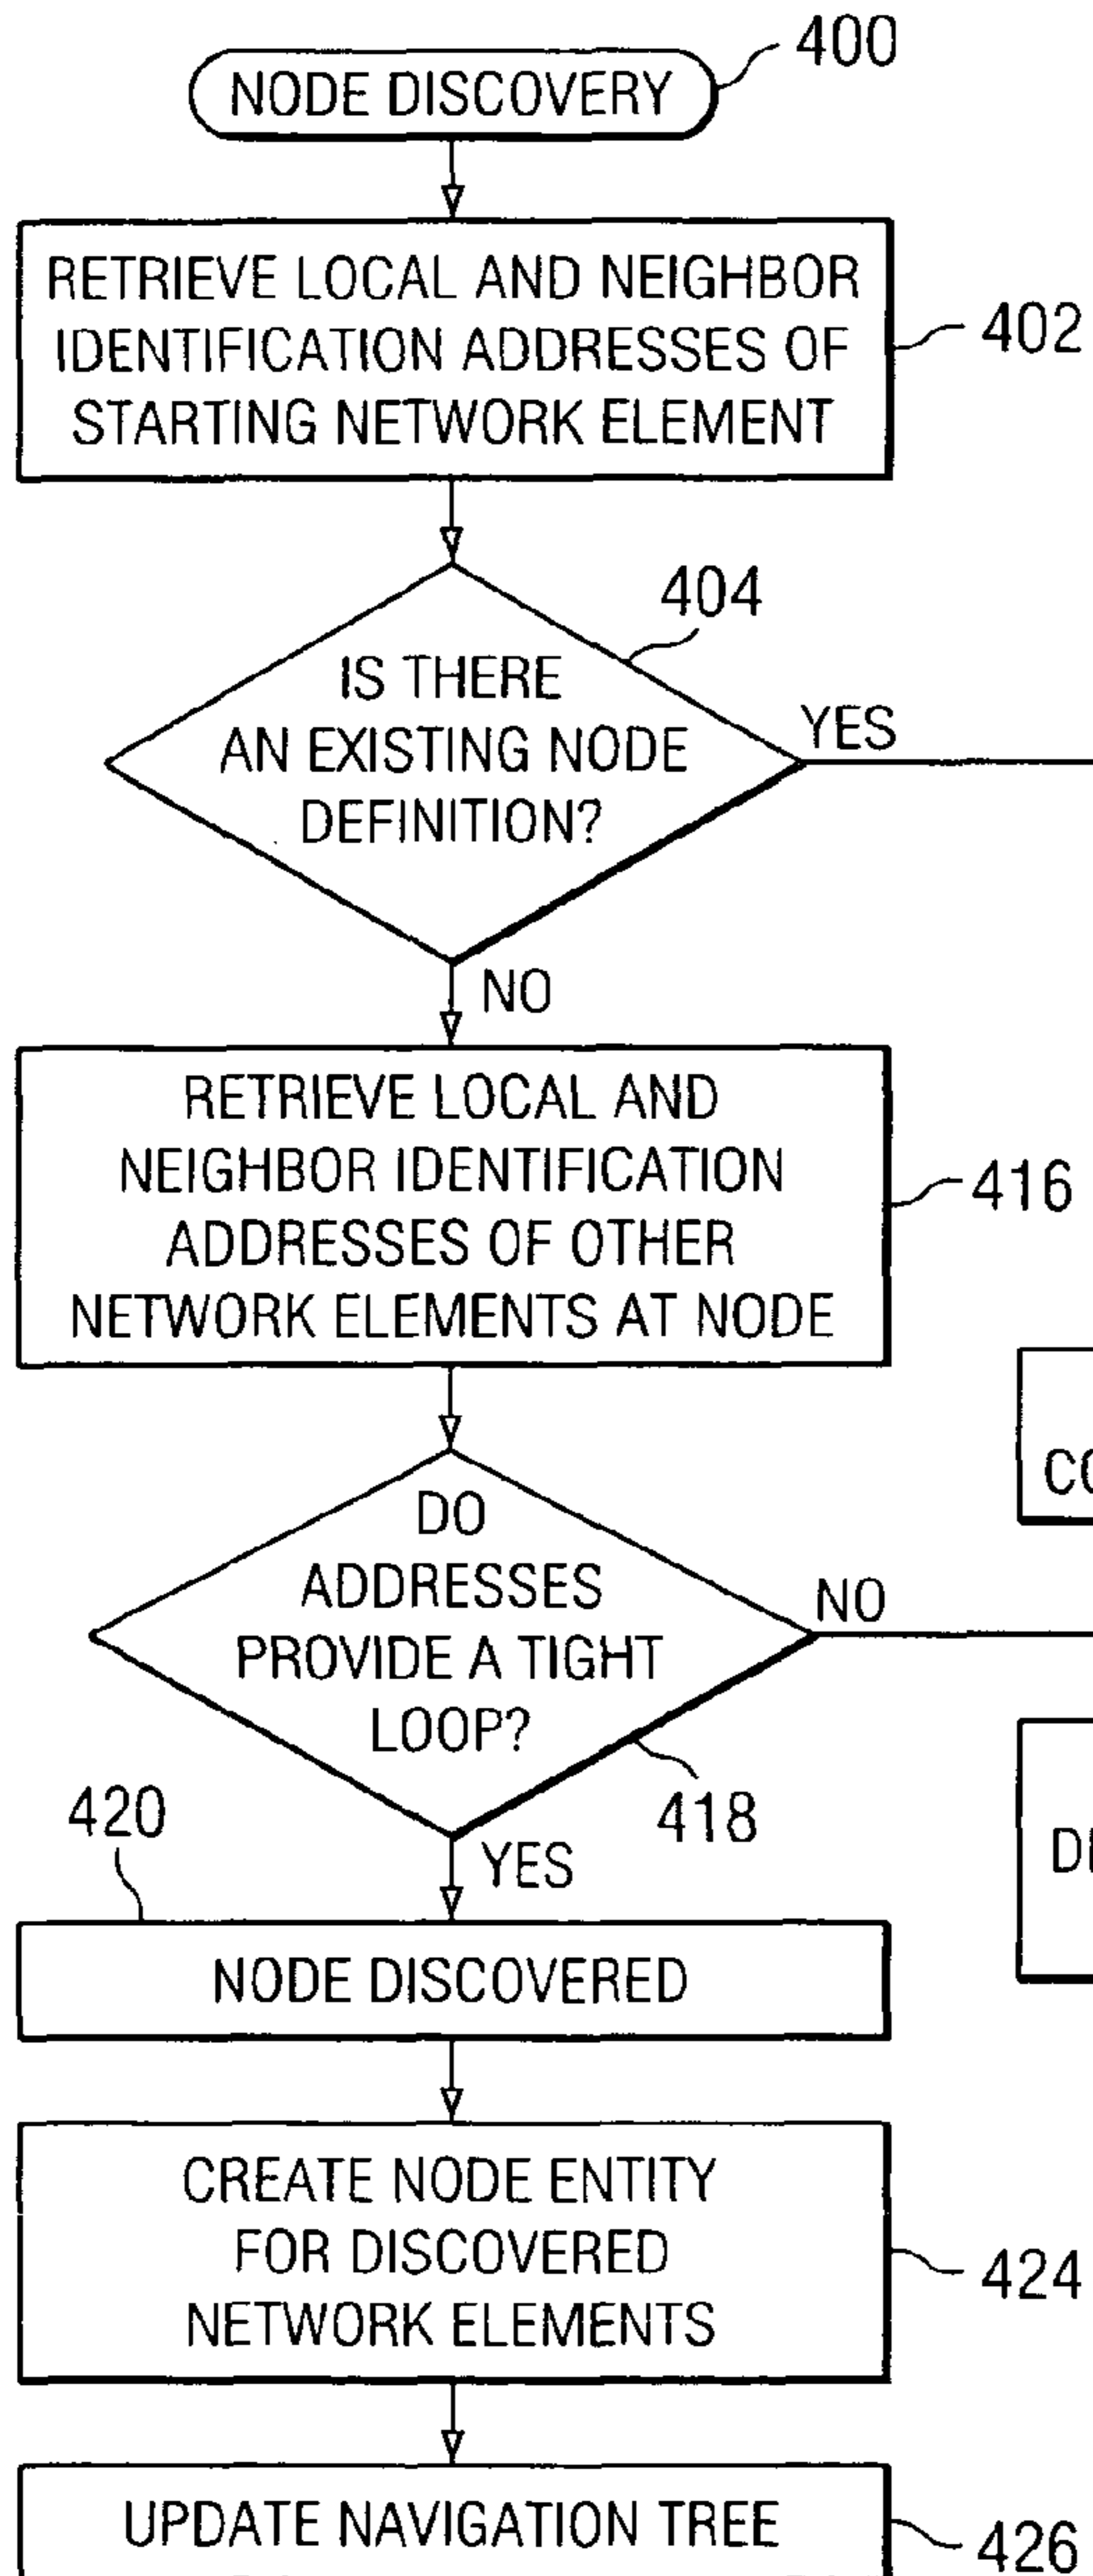 400
NODE DISCOVERY
RETRIEVE LOCAL AND NEIGHBOR
IDENTIFICATION ADDRESSES OF
STARTING NETWORK ELEMENT
402
404
IS THERE
AN EXISTING NODE
DEFINITION?
YES
NO
RETRIEVE LOCAL AND
NEIGHBOR IDENTIFICATION
ADDRESSES OF OTHER
NETWORK ELEMENTS AT NODE
416
CO
DO
ADDRESSES
PROVIDE A TIGHT
LOOP?
NO
418
420
YES
NODE DISCOVERED
CREATE NODE ENTITY
FOR DISCOVERED
NETWORK ELEMENTS
424
UPDATE NAVIGATION TREE
426